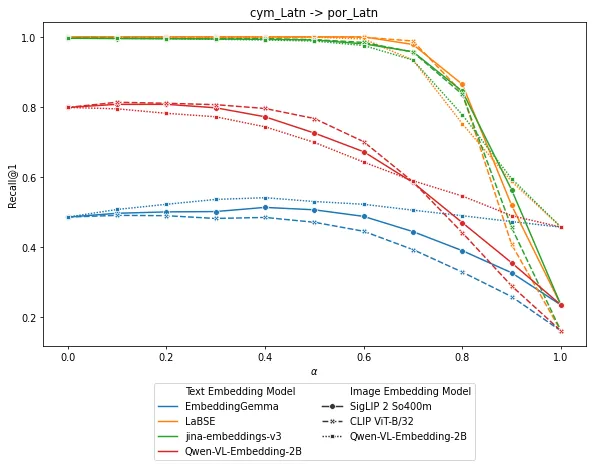 cym_Latn -> por_Latn
Recall@1
1.0
0.8
0.6
0.4
0.2
0.0 0.2 0.4 0.6 0.8 1.0
α
Text Embedding Model
EmbeddingGemma
LaBSE
jina-embeddings-v3
Qwen-VL-Embedding-2B
Image Embedding Model
SigLIP 2 So400m
CLIP ViT-B/32
Qwen-VL-Embedding-2B